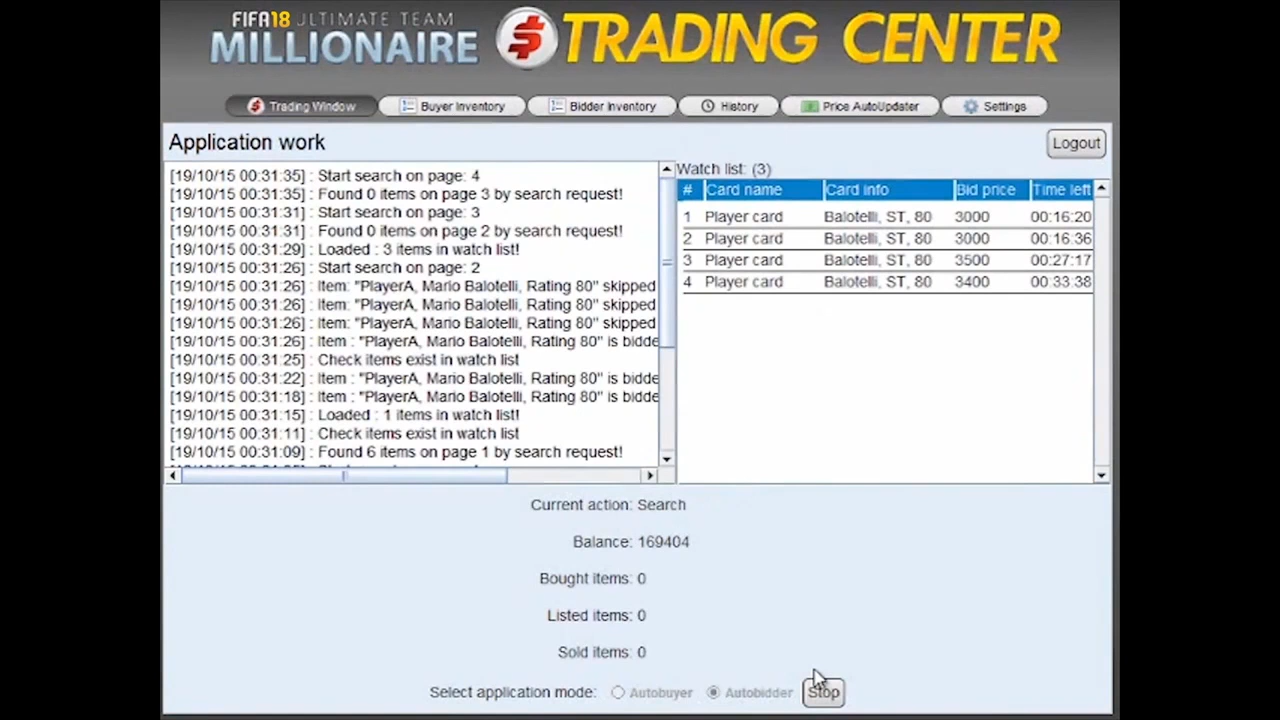 FIFA18 ULTIMATE TEAM
MILLIONAIRE TRADING CENTER
Trading Window Buyer Inventory Bidder Inventory History Price AutoUpdater Settings
Application work Logout
[19/10/15 00:31:35] : Start search on page: 4
[19/10/15 00:31:35] : Found 0 items on page 3 by search request!
[19/10/15 00:31:31] : Start search on page: 3
[19/10/15 00:31:31] : Found 0 items on page 2 by search request!
[19/10/15 00:31:29] : Loaded : 3 items in watch list!
[19/10/15 00:31:26] : Start search on page: 2
[19/10/15 00:31:26] : Item: "PlayerA, Mario Balotelli, Rating 80" skipped
[19/10/15 00:31:26] : Item: "PlayerA, Mario Balotelli, Rating 80" skipped
[19/10/15 00:31:26] : Item: "PlayerA, Mario Balotelli, Rating 80" skipped
[19/10/15 00:31:26] : Item : "PlayerA, Mario Balotelli, Rating 80" is bidde
[19/10/15 00:31:25] : Check items exist in watch list
[19/10/15 00:31:22] : Item : "PlayerA, Mario Balotelli, Rating 80" is bidde
[19/10/15 00:31:18] : Item : "PlayerA, Mario Balotelli, Rating 80" is bidde
[19/10/15 00:31:15] : Loaded : 1 items in watch list!
[19/10/15 00:31:11] : Check items exist in watch list
[19/10/15 00:31:09] : Found 6 items on page 1 by search request!
Watch list: (3)
# Card name Card info Bid price Time left
1 Player card Balotelli, ST, 80 3000 00:16:20
2 Player card Balotelli, ST, 80 3000 00:16:36
3 Player card Balotelli, ST, 80 3500 00:27:17
4 Player card Balotelli, ST, 80 3400 00:33:38
Current action: Search
Balance: 169404
Bought items: 0
Listed items: 0
Sold items: 0
Select application mode: Autobuyer Autobidder Stop